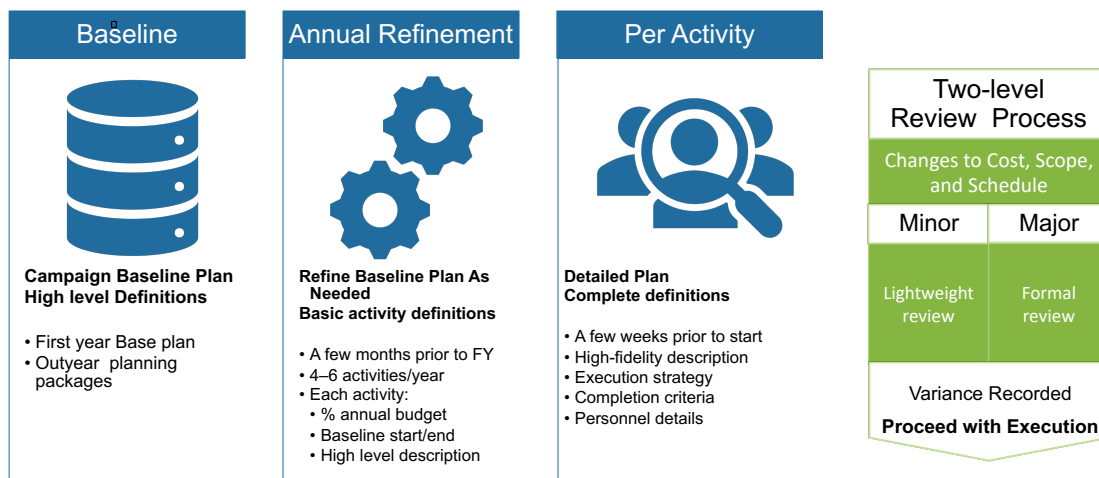 Baseline
Campaign Baseline Plan
High level Definitions
• First year Base plan
• Outyear planning
packages
Annual Refinement
Refine Baseline Plan As
Needed
Basic activity definitions
• A few months prior to FY
• 4–6 activities/year
• Each activity:
• % annual budget
• Baseline start/end
• High level description
Per Activity
Detailed Plan
Complete definitions
• A few weeks prior to start
• High-fidelity description
• Execution strategy
• Completion criteria
• Personnel details
Two-level
Review Process
Changes to Cost, Scope,
and Schedule
Minor
Major
Lightweight
review
Formal
review
Variance Recorded
Proceed with Execution